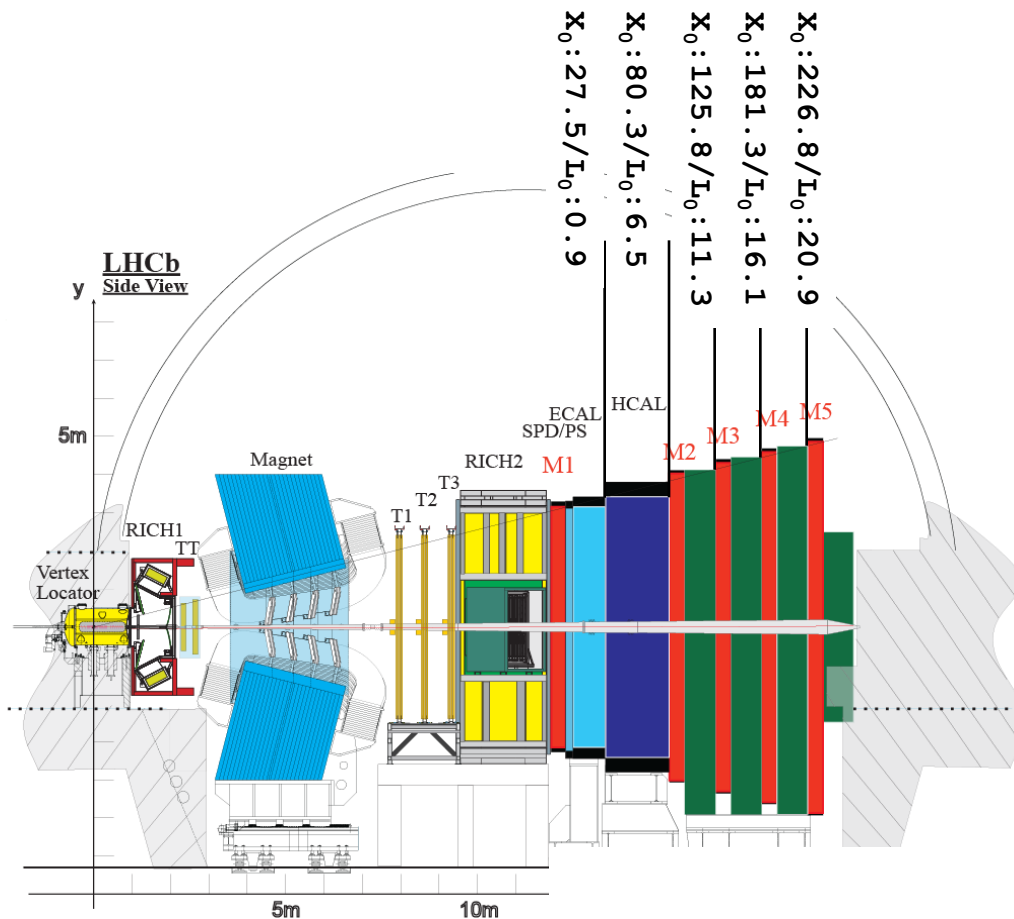 X₀:27.5/L₀:0.9
X₀:80.3/L₀:6.5
X₀:125.8/L₀:11.3
X₀:181.3/L₀:16.1
X₀:226.8/L₀:20.9
LHCb
Side View
y
5m
Magnet
RICH1
TT
Vertex
Locator
T1
T2
T3
RICH2
SPD/PS
ECAL
HCAL
M1
M2
M3
M4
M5
5m
10m